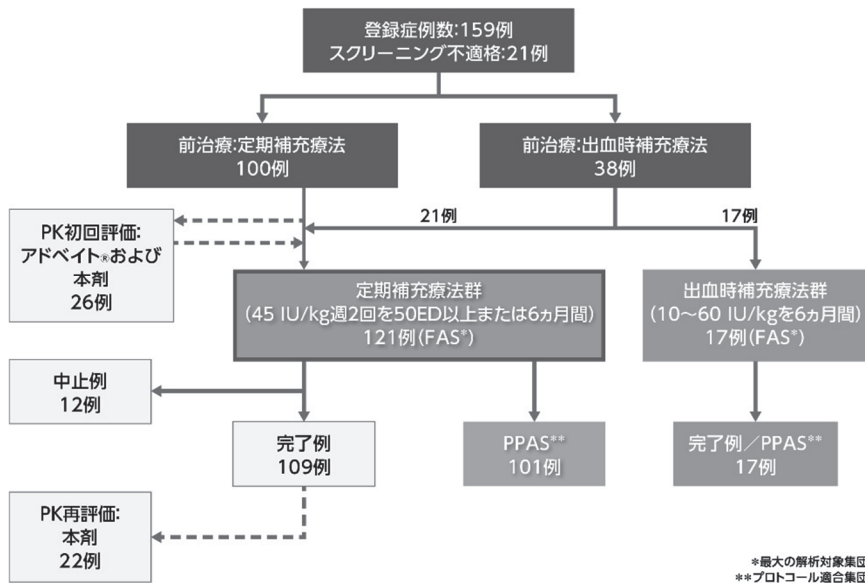 登録症例数:159例
スクリーニング不適格:21例
前治療:定期補充療法
100例
前治療:出血時補充療法
38例
21例
17例
PK初回評価:
アドベイト®および
本剤
26例
定期補充療法群
(45 IU/kg週2回を50ED以上または6ヵ月間)
121例(FAS*)
出血時補充療法群
(10〜60 IU/kgを6ヵ月間)
17例(FAS*)
中止例
12例
完了例
109例
PPAS**
101例
完了例/PPAS**
17例
PK再評価:
本剤
22例
*最大の解析対象集団
**プロトコール適合集団